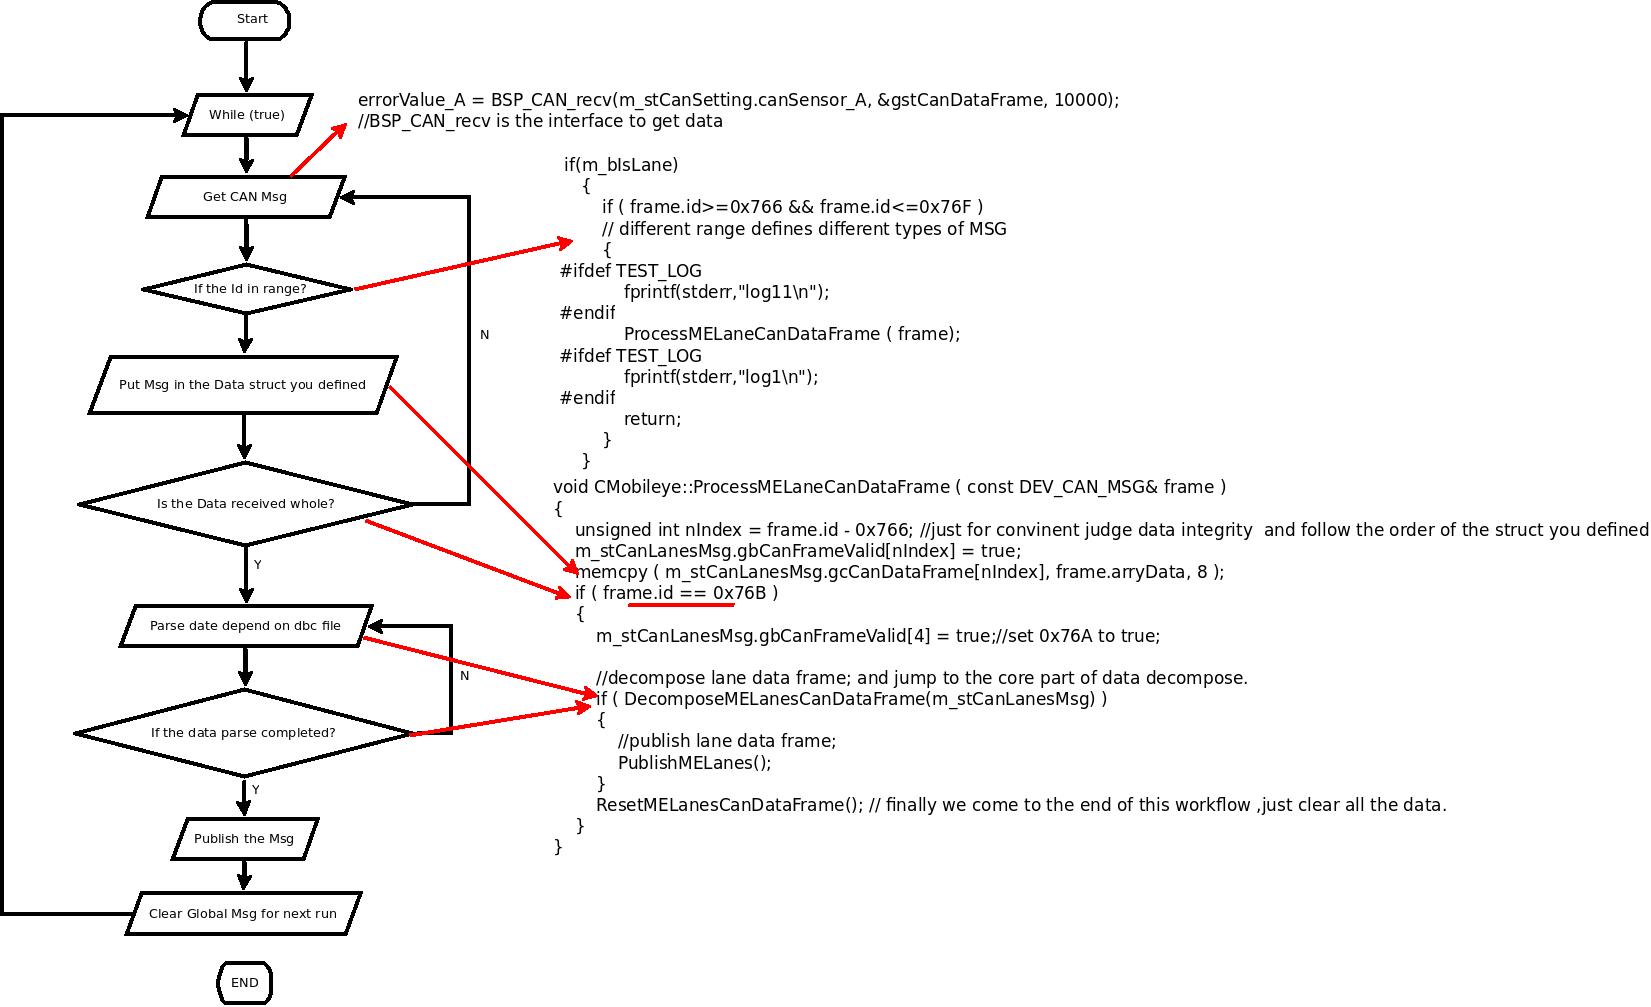 Start
While (true)
Get CAN Msg
If the Id in range?
Put Msg in the Data struct you defined
N
Is the Data received whole?
Y
Parse date depend on dbc file
N
If the data parse completed?
Y
Publish the Msg
Clear Global Msg for next run
END
errorValue_A = BSP_CAN_recv(m_stCanSetting.canSensor_A, &gstCanDataFrame, 10000);
//BSP_CAN_recv is the interface to get data
if(m_bIsLane)
{
if ( frame.id>=0x766 && frame.id<=0x76F )
// different range defines different types of MSG
{
#ifdef TEST_LOG
fprintf(stderr,"log11\n");
#endif
ProcessMELaneCanDataFrame ( frame);
#ifdef TEST_LOG
fprintf(stderr,"log1\n");
#endif
return;
}
}
void CMobileye::ProcessMELaneCanDataFrame ( const DEV_CAN_MSG& frame )
{
unsigned int nIndex = frame.id - 0x766; //just for convinent judge data integrity  and follow the order of the struct you defined
m_stCanLanesMsg.gbCanFrameValid[nIndex] = true;
memcpy ( m_stCanLanesMsg.gcCanDataFrame[nIndex], frame.arryData, 8 );
if ( frame.id == 0x76B )
{
m_stCanLanesMsg.gbCanFrameValid[4] = true;//set 0x76A to true;
//decompose lane data frame; and jump to the core part of data decompose.
if ( DecomposeMELanesCanDataFrame(m_stCanLanesMsg) )
{
//publish lane data frame;
PublishMELanes();
}
ResetMELanesCanDataFrame(); // finally we come to the end of this workflow ,just clear all the data.
}
}